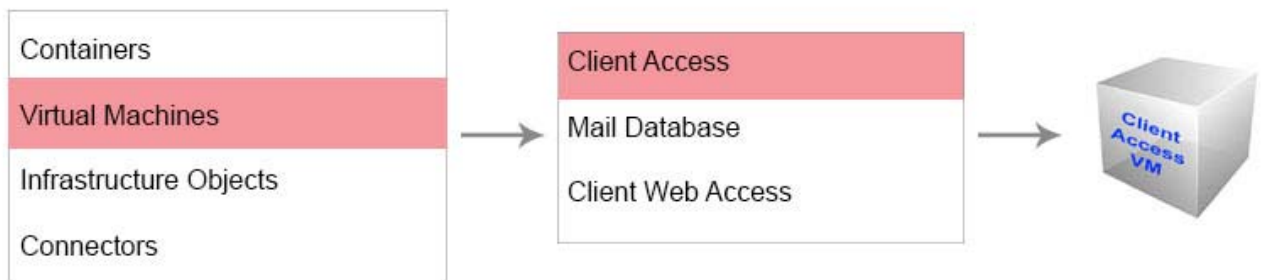 Containers
Virtual Machines
Infrastructure Objects
Connectors
Client Access
Mail Database
Client Web Access
Client
Access
VM